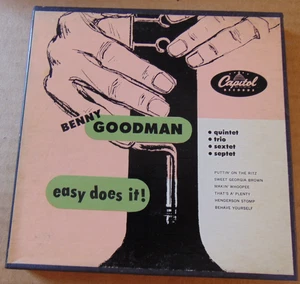 Capitol
RECORDS
BENNY
GOODMAN
• quintet
• trio
• sextet
• septet
easy does it!
PUTTIN' ON THE RITZ
SWEET GEORGIA BROWN
MAKIN' WHOOPEE
THAT'S A' PLENTY
HENDERSON STOMP
BEHAVE YOURSELF